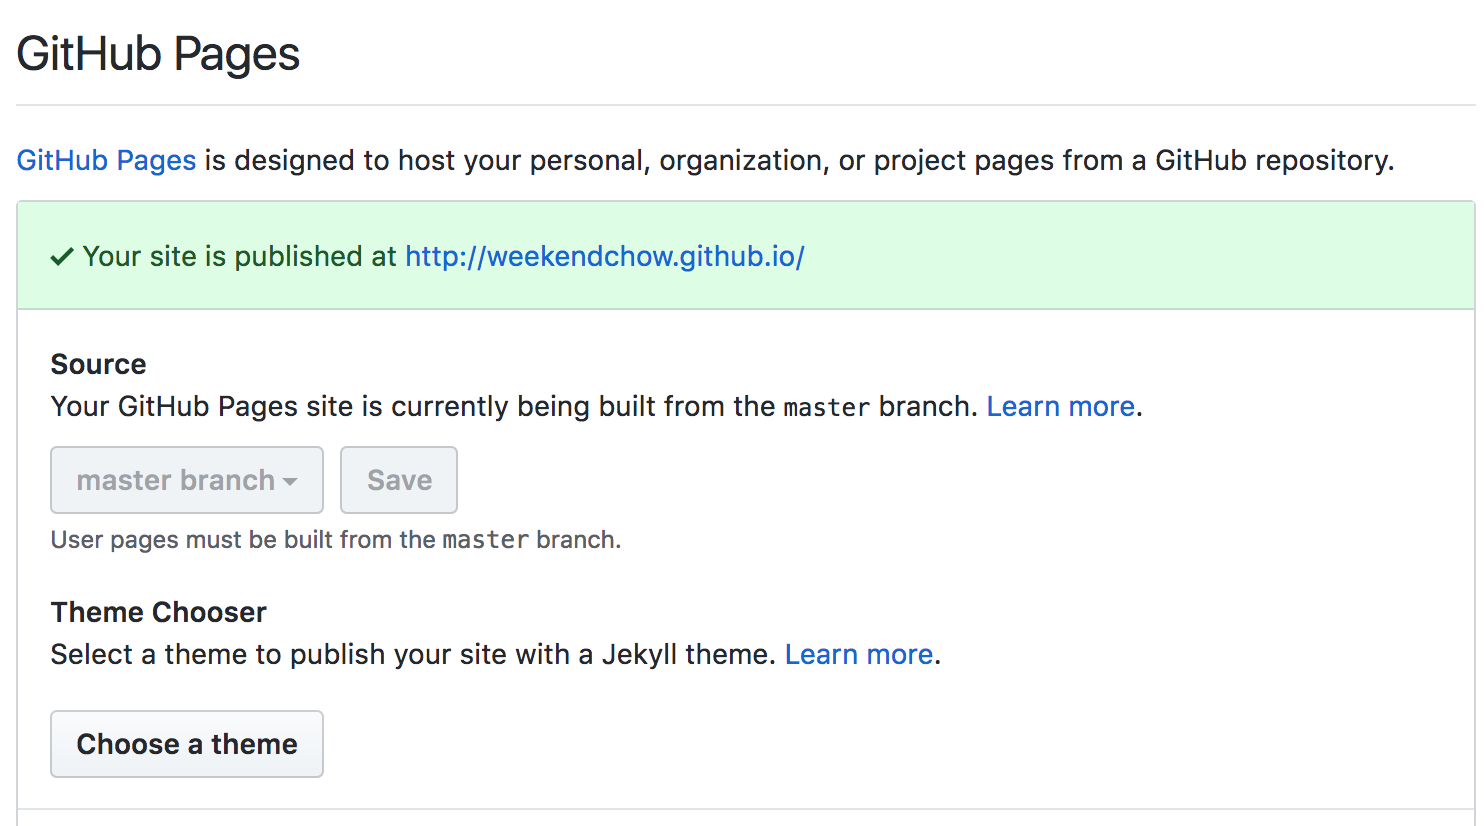 GitHub Pages
GitHub Pages is designed to host your personal, organization, or project pages from a GitHub repository.
✓ Your site is published at http://weekendchow.github.io/
Source
Your GitHub Pages site is currently being built from the master branch. Learn more.
master branch Save
User pages must be built from the master branch.
Theme Chooser
Select a theme to publish your site with a Jekyll theme. Learn more.
Choose a theme